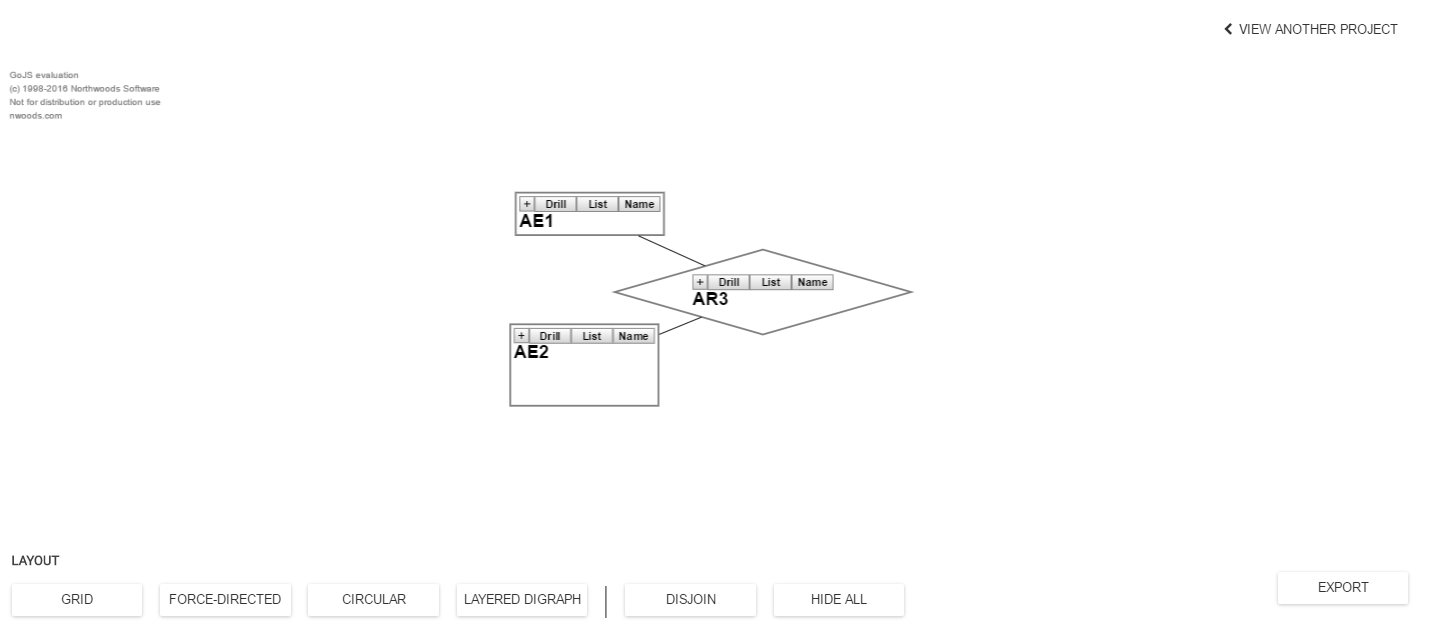 VIEW ANOTHER PROJECT
GoJS evaluation
(c) 1998-2016 Northwoods Software
Not for distribution or production use
nwoods.com
+ Drill List Name
AE1
+ Drill List Name
AR3
+ Drill List Name
AE2
LAYOUT
GRID FORCE-DIRECTED CIRCULAR LAYERED DIGRAPH DISJOIN HIDE ALL EXPORT